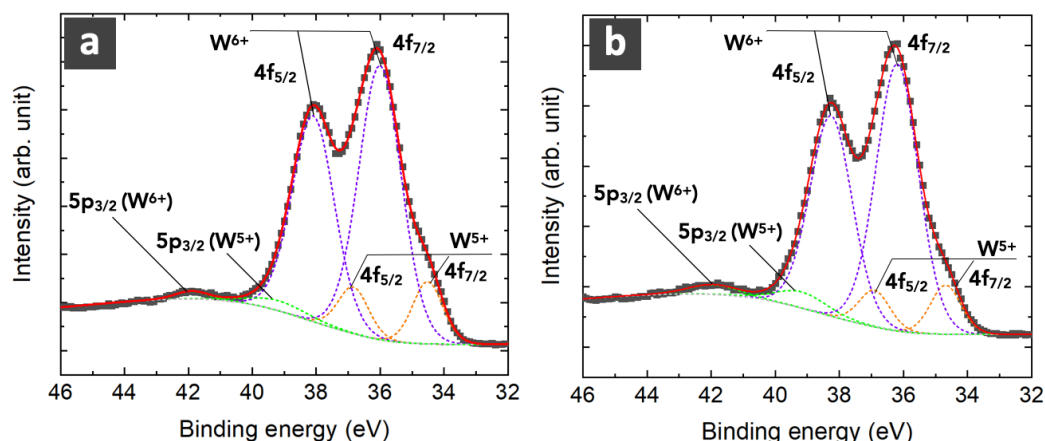 a
W6+
4f7/2
4f5/2
5p3/2 (W6+)
5p3/2 (W5+)
W5+
4f5/2
4f7/2
Intensity (arb. unit)
46 44 42 40 38 36 34 32
Binding energy (eV)
b
W6+
4f7/2
4f5/2
5p3/2 (W6+)
5p3/2 (W5+)
W5+
4f5/2
4f7/2
Intensity (arb. unit)
46 44 42 40 38 36 34 32
Binding energy (eV)